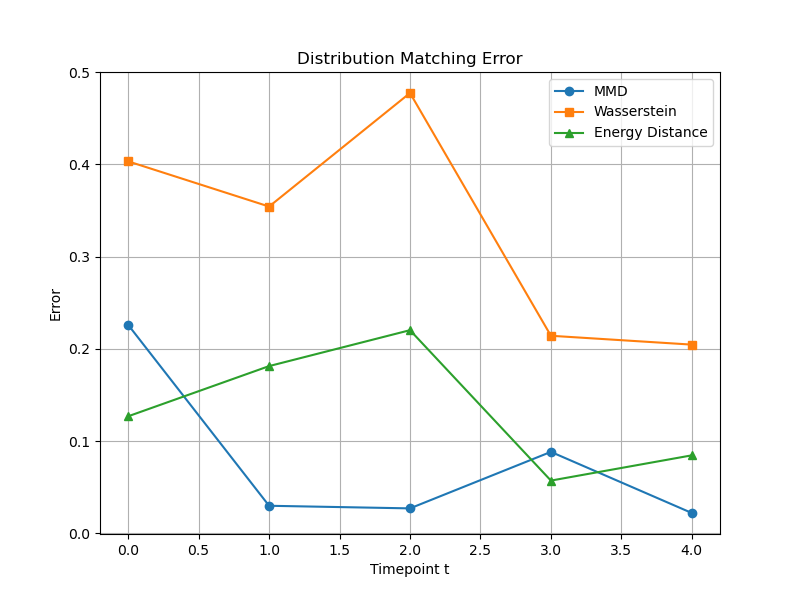 Distribution Matching Error
MMD
Wasserstein
Energy Distance
0.5
0.4
0.3
0.2
0.1
0.0
Error
0.0 0.5 1.0 1.5 2.0 2.5 3.0 3.5 4.0
Timepoint t